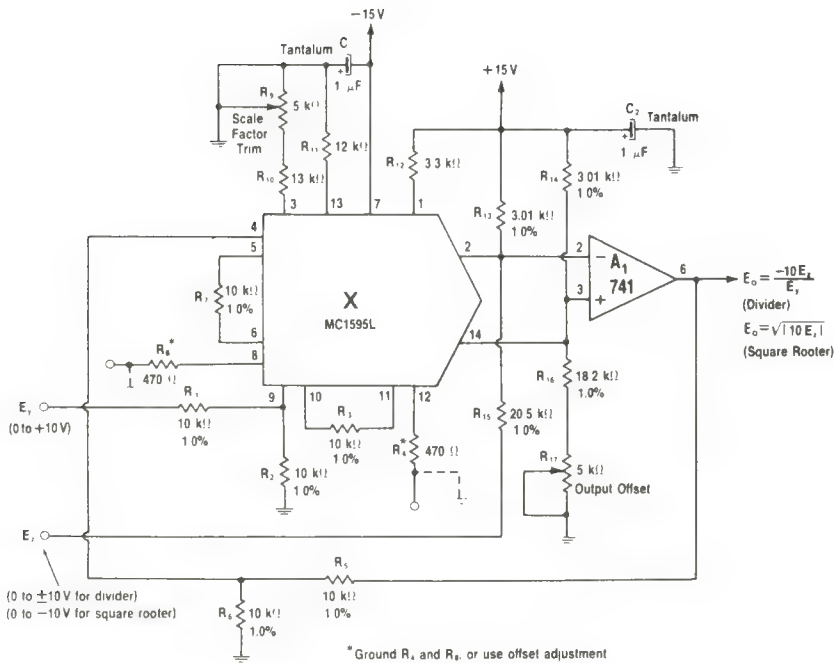 −15 V
Tantalum C
+ 1 μF
+15 V
R₉
5 kΩ
Scale
Factor
Trim
R₁₁ 12 kΩ
R₁₀ 13 kΩ
R₁₂ 3.3 kΩ
C₂ Tantalum
+ 1 μF
R₁₄ 3.01 kΩ
1.0%
R₁₃ 3.01 kΩ
1.0%
3 13 7 1
4
5
R₇ 10 kΩ
1.0%
6
8
X
MC1595L
2
14
2 −
A₁
741
3 +
6
E₀ = −10 E_z / E_y
(Divider)
E₀ = √|10 E_z|
(Square Rooter)
R₈*
470 Ω
9 10 11 12
E_y
(0 to +10 V)
R₁
10 kΩ
1.0%
R₂ 10 kΩ
1.0%
R₃
10 kΩ
1.0%
R₄* 470 Ω
R₁₅ 20.5 kΩ
1.0%
R₁₆ 18.2 kΩ
1.0%
R₁₇ 5 kΩ
Output Offset
(0 to ±10 V for divider)
(0 to −10 V for square rooter)
R₅
10 kΩ
1.0%
R₆ 10 kΩ
1.0%
*Ground R₄ and R₈, or use offset adjustment